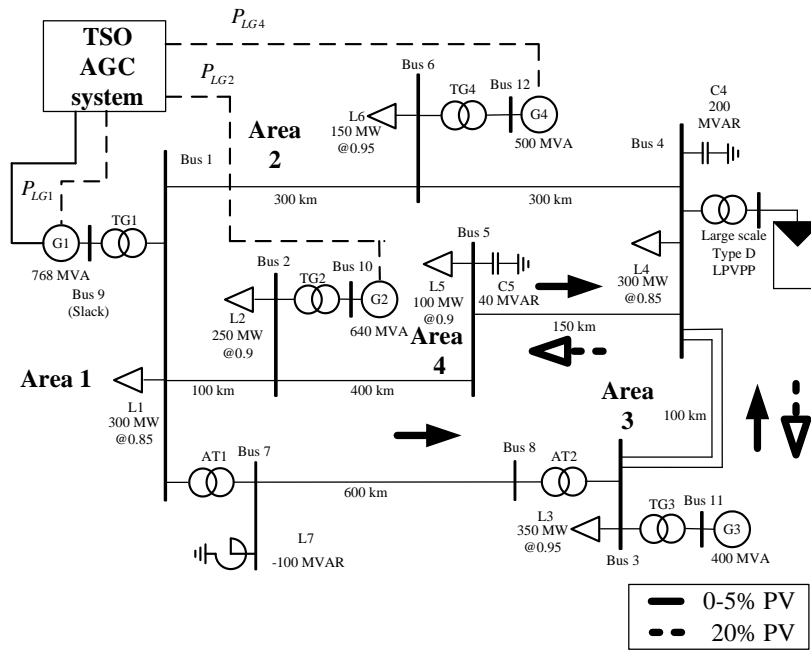 TSO
AGC
system
P_{LG4}
P_{LG2}
P_{LG1}
Bus 6
TG4
Bus 12
G4
500 MVA
L6
150 MW
@0.95
Area
2
C4
200
MVAR
Bus 4
Bus 1
300 km
300 km
G1
TG1
768 MVA
Bus 9
(Slack)
Large scale
Type D
LPVPP
Bus 5
L5
100 MW
@0.9
C5
40 MVAR
L4
300 MW
@0.85
Bus 2
TG2
Bus 10
G2
640 MVA
L2
250 MW
@0.9
Area
4
150 km
Area 1
L1
300 MW
@0.85
100 km
400 km
Area
3
100 km
AT1
Bus 7
600 km
Bus 8
AT2
L7
-100 MVAR
L3
350 MW
@0.95
TG3
Bus 11
G3
400 MVA
Bus 3
0-5% PV
20% PV